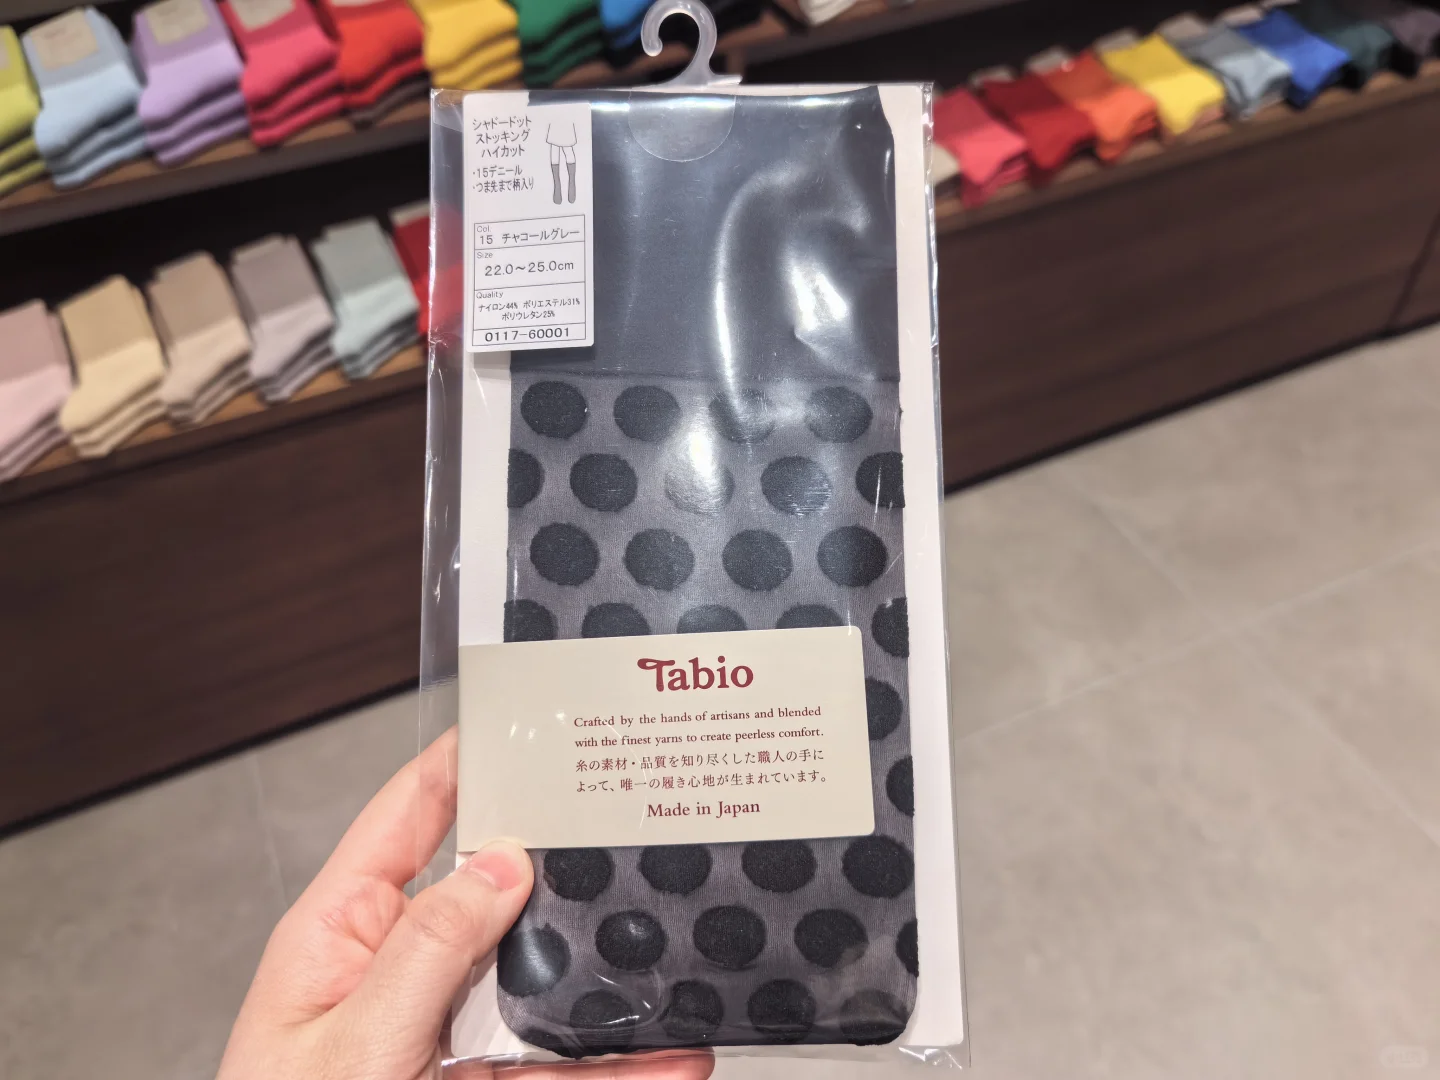 シャドードット
ストッキング
ハイカット
・15デニール
・つま先まで柄入り
Col.
15 チャコールグレー
Size
22.0〜25.0cm
Quality
ナイロン44% ポリエステル31%
ポリウレタン25%
0117-60001
Tabio
Crafted by the hands of artisans and blended
with the finest yarns to create peerless comfort.
糸の素材・品質を知り尽くした職人の手に
よって、唯一の履き心地が生まれています。
Made in Japan